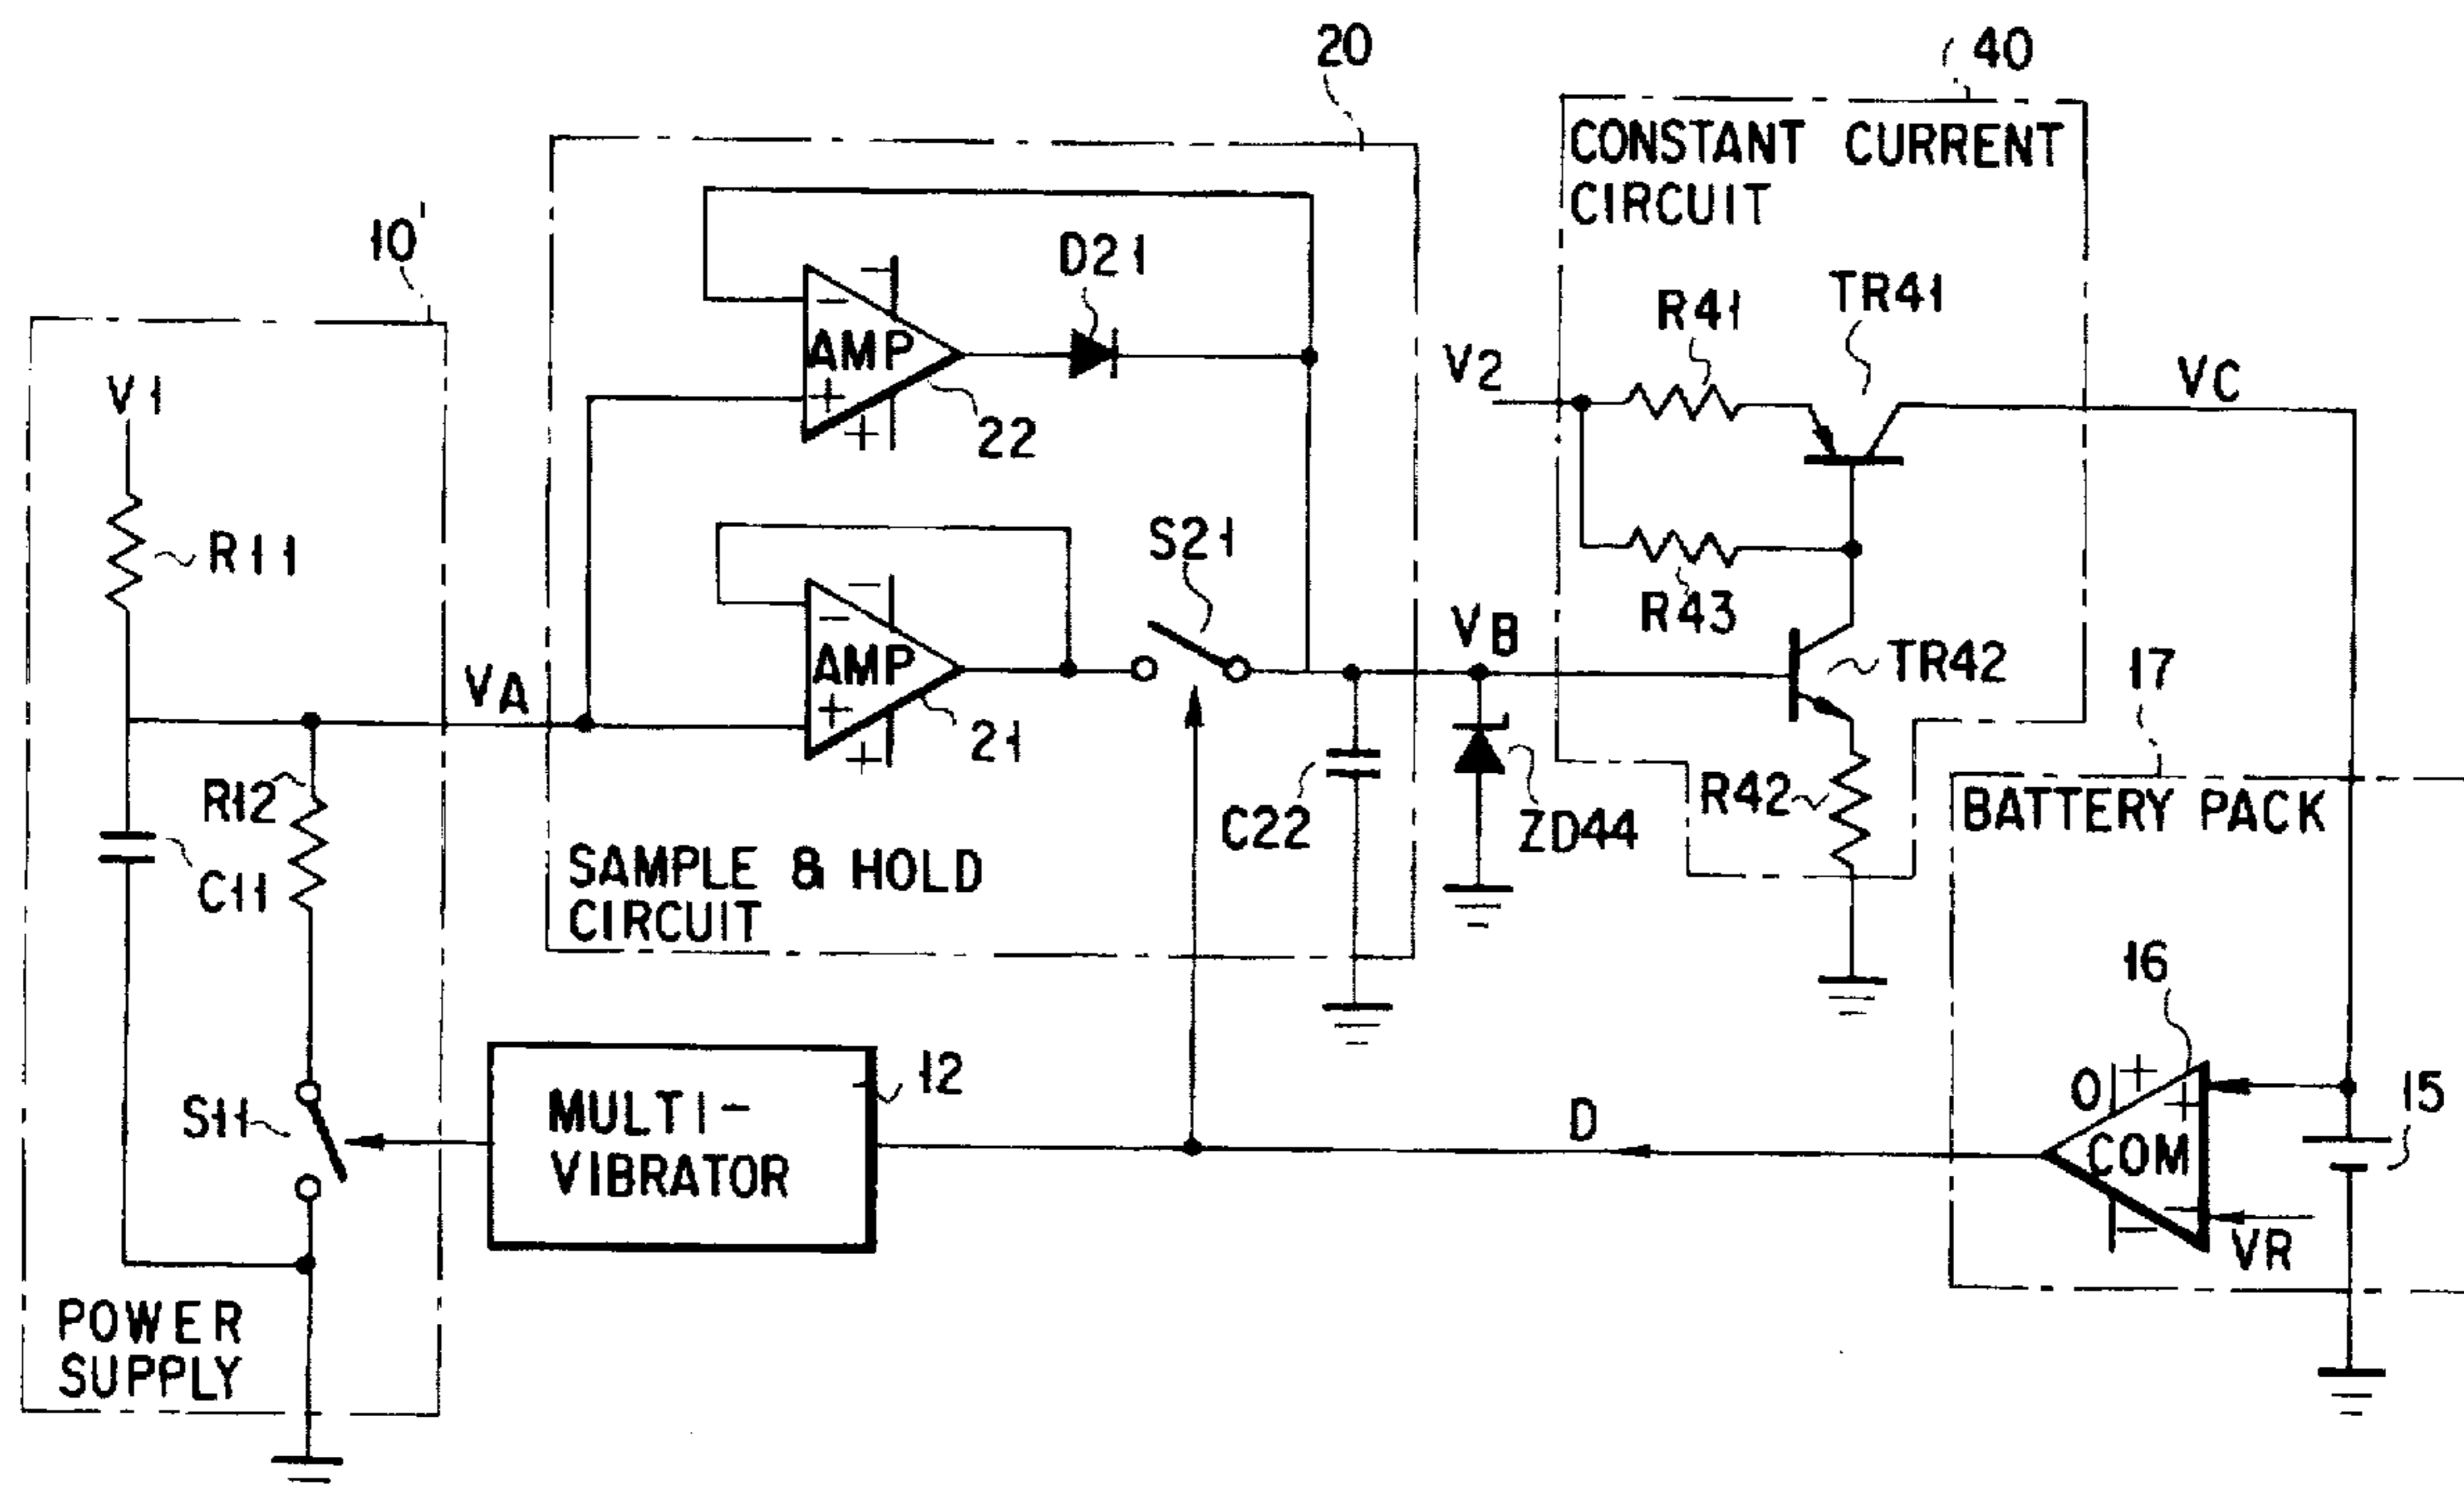 20
40
CONSTANT CURRENT
CIRCUIT
10'
D21
TR41
R41
AMP
V2
VC
V1
22
S21
R11
R43
VB
TR42
17
AMP
VA
21
R12
R42
BATTERY PACK
C22
ZD44
C11
SAMPLE & HOLD
CIRCUIT
16
12
0
15
S11
MULTI-
VIBRATOR
D
COM
VR
POWER
SUPPLY